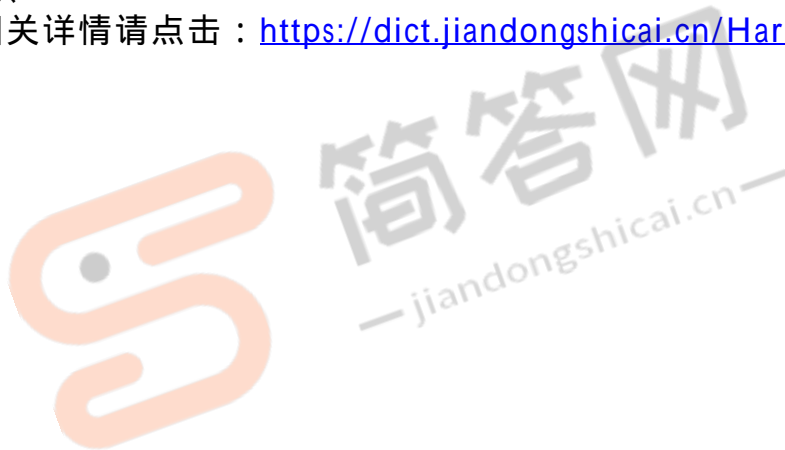 关详情请点击：https://dict.jiandongshicai.cn/Har
简答网
jiandongshicai.cn